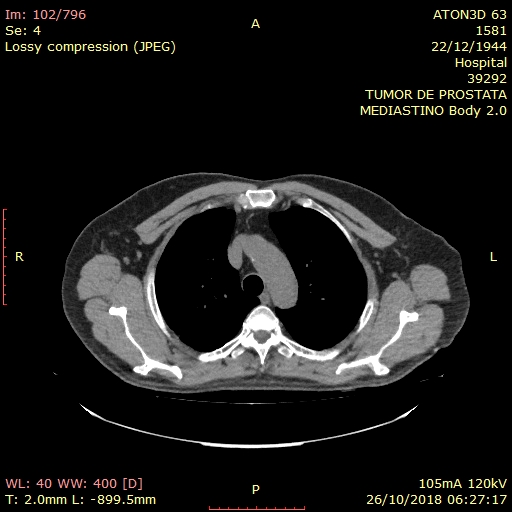 Im: 102/796
Se: 4
Lossy compression (JPEG)
A
ATON3D 63
1581
22/12/1944
Hospital
39292
TUMOR DE PROSTATA
MEDIASTINO Body 2.0
R
L
WL: 40 WW: 400 [D]
T: 2.0mm L: -899.5mm
P
105mA 120kV
26/10/2018 06:27:17